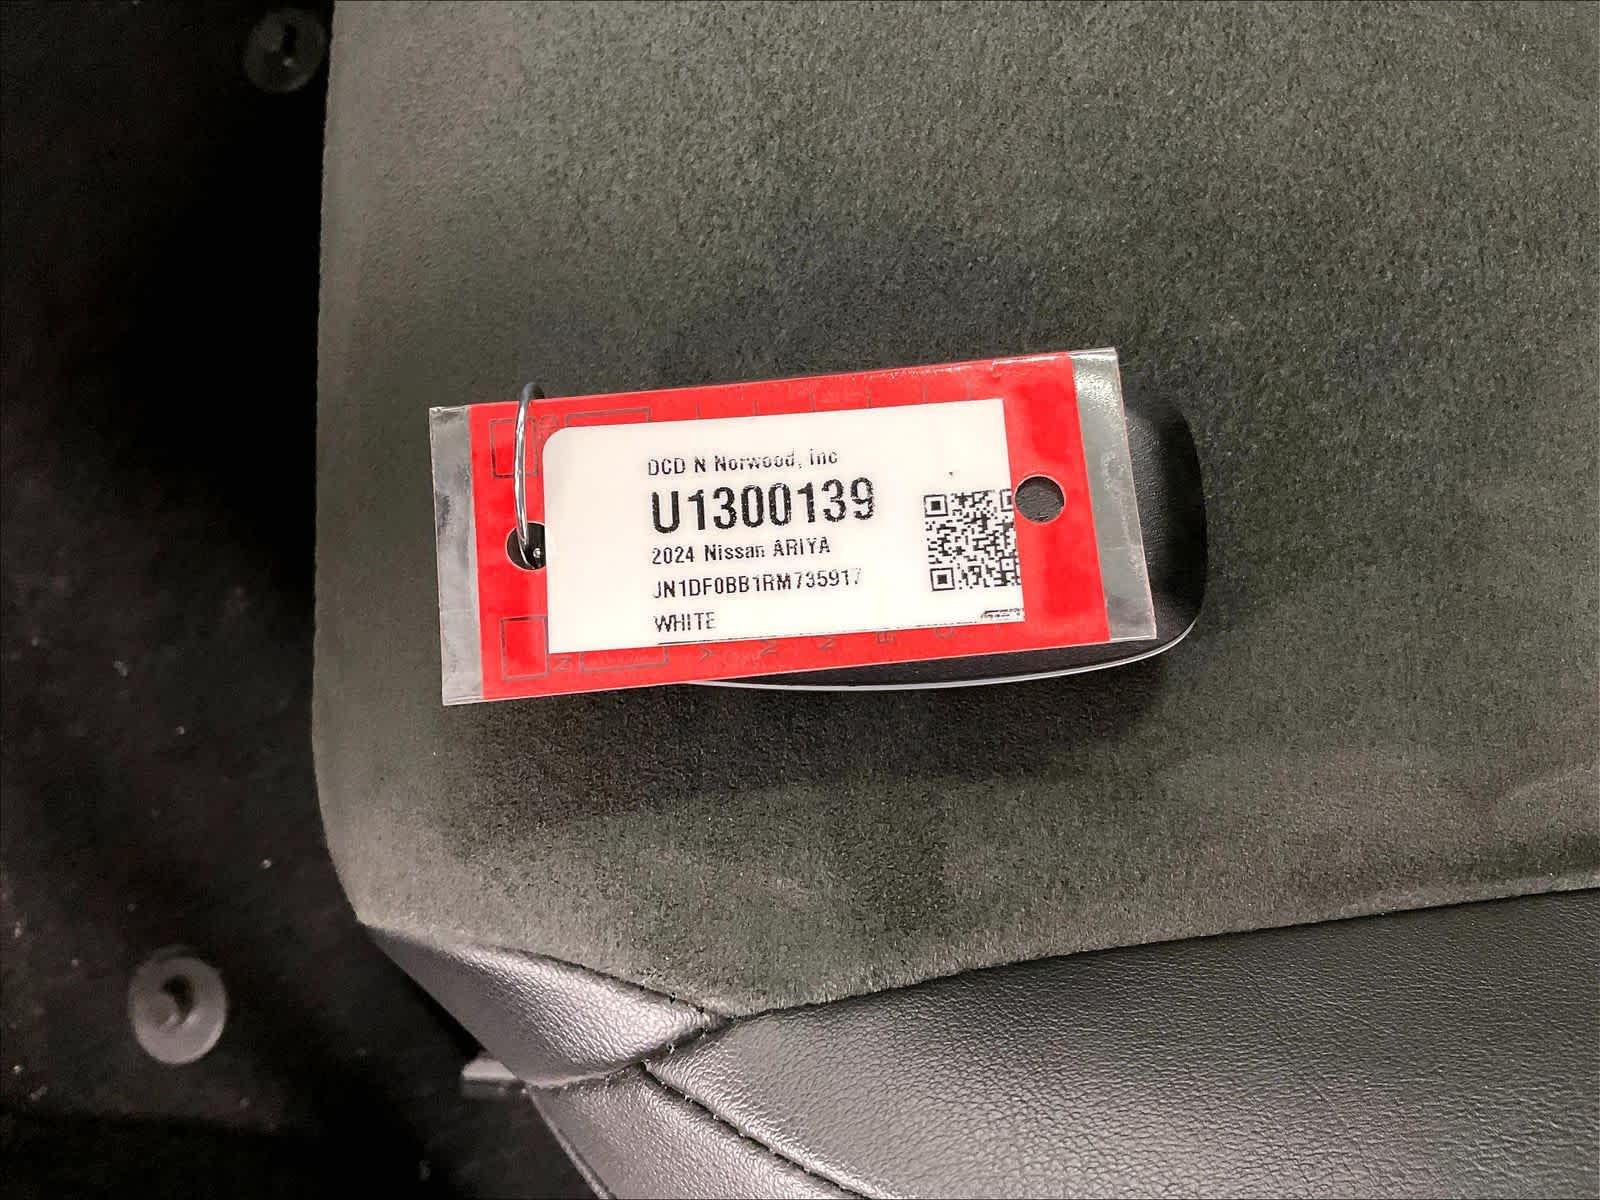 DCD N Norwood, Inc
U1300139
2024 Nissan ARIYA
JN1DF0BB1RM735917
WHITE